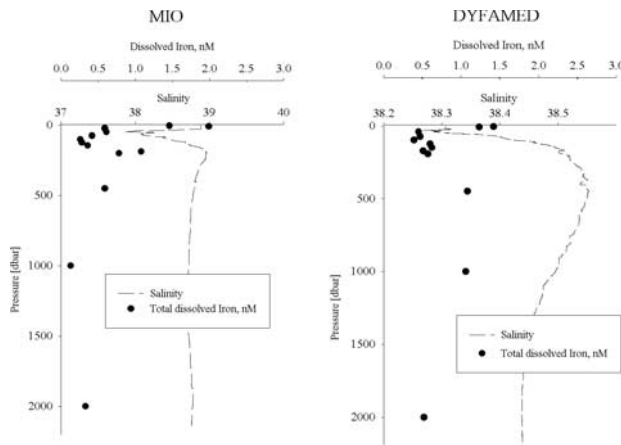 MIO
Dissolved Iron, nM
0.0 0.5 1.0 1.5 2.0 2.5 3.0
Salinity
37 38 39 40
0
500
1000
1500
2000
Pressure [dbar]
Salinity
Total dissolved Iron, nM
DYFAMED
Dissolved Iron, nM
0.0 0.5 1.0 1.5 2.0 2.5 3.0
Salinity
38.2 38.3 38.4 38.5
0
500
1000
1500
2000
Pressure [dbar]
Salinity
Total dissolved Iron, nM